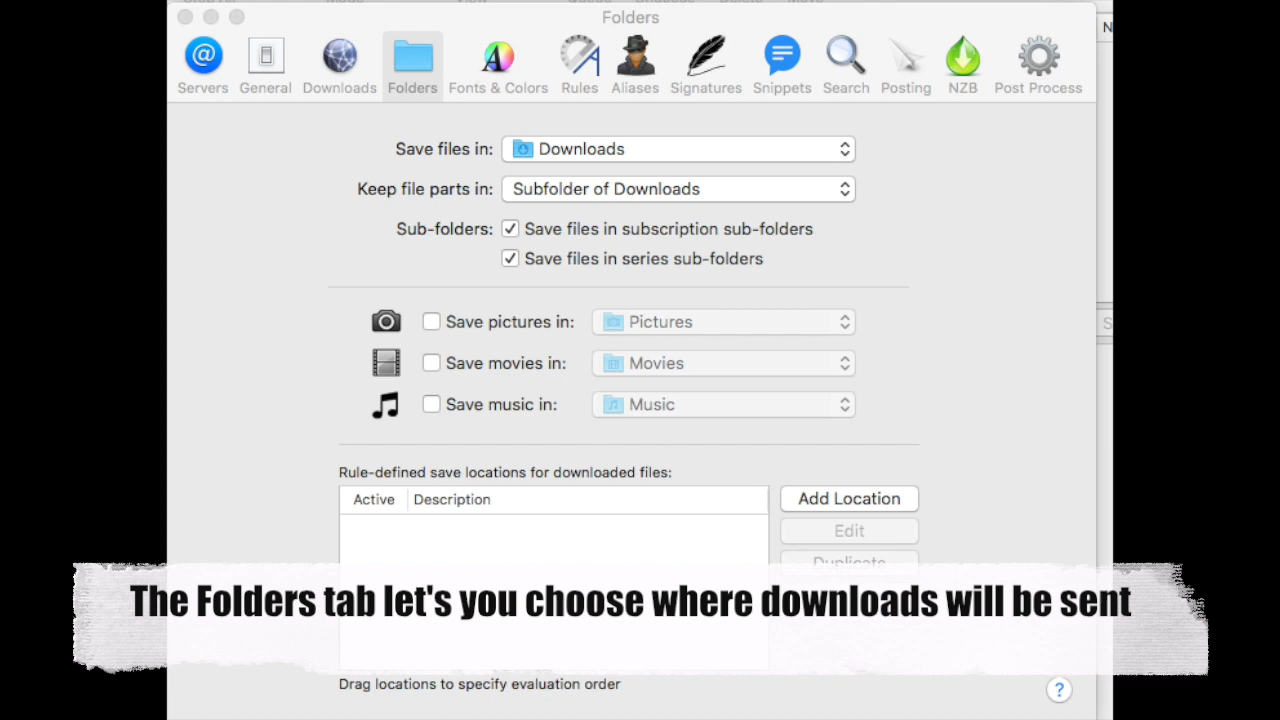 Folders
Servers General Downloads Folders Fonts & Colors Rules Aliases Signatures Snippets Search Posting NZB Post Process
Save files in: Downloads
Keep file parts in: Subfolder of Downloads
Sub-folders: Save files in subscription sub-folders
Save files in series sub-folders
Save pictures in: Pictures
Save movies in: Movies
Save music in: Music
Rule-defined save locations for downloaded files:
Active Description
Add Location
Edit
Duplicate
The Folders tab let's you choose where downloads will be sent
Drag locations to specify evaluation order
?